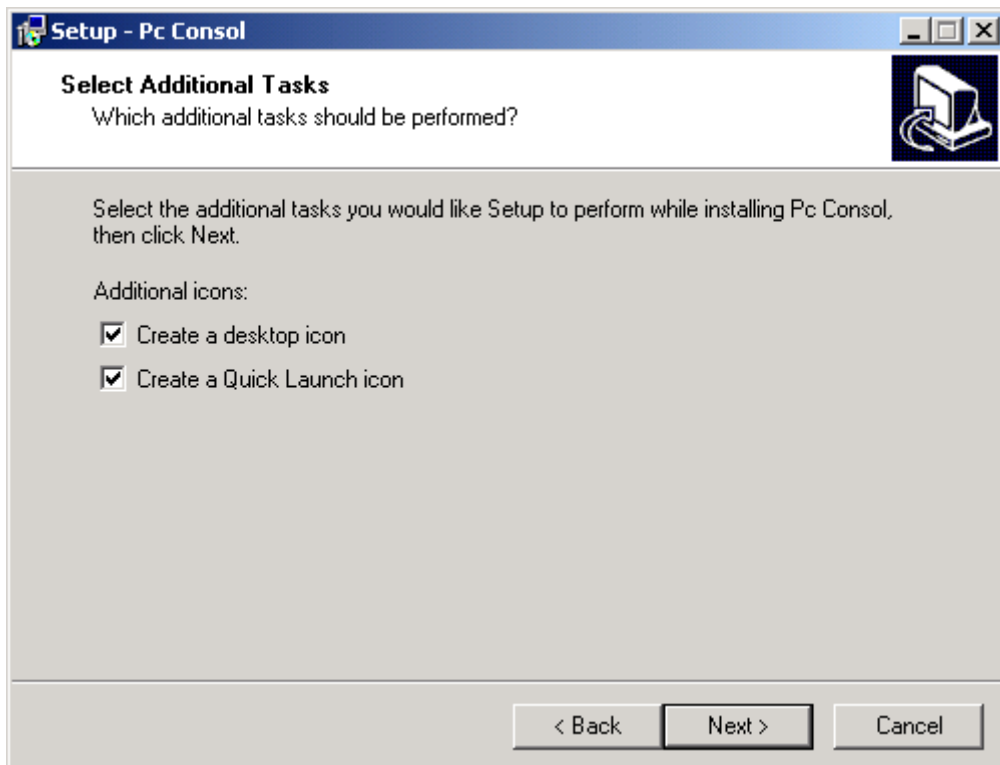 Setup - Pc Consol
Select Additional Tasks
Which additional tasks should be performed?
Select the additional tasks you would like Setup to perform while installing Pc Consol,
then click Next.
Additional icons:
Create a desktop icon
Create a Quick Launch icon
< Back
Next >
Cancel